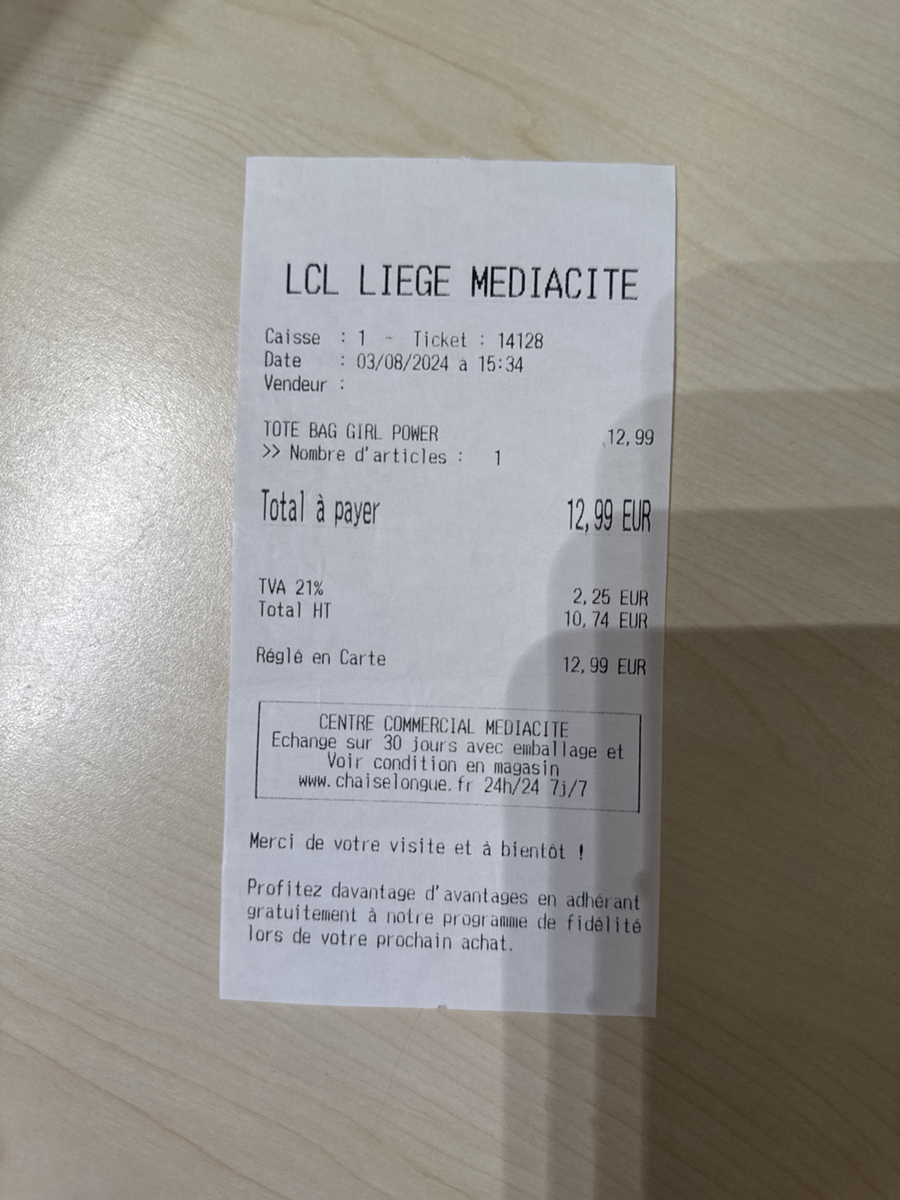 LCL LIEGE MEDIACITE
Caisse : 1 - Ticket : 14128
Date : 03/08/2024 à 15:34
Vendeur :
TOTE BAG GIRL POWER 12,99
>> Nombre d'articles : 1
Total à payer 12,99 EUR
TVA 21% 2,25 EUR
Total HT 10,74 EUR
Réglé en Carte 12,99 EUR
CENTRE COMMERCIAL MEDIACITE
Echange sur 30 jours avec emballage et
Voir condition en magasin
www.chaiselongue.fr 24h/24 7j/7
Merci de votre visite et à bientôt !
Profitez davantage d'avantages en adhérant
gratuitement à notre programme de fidélité
lors de votre prochain achat.